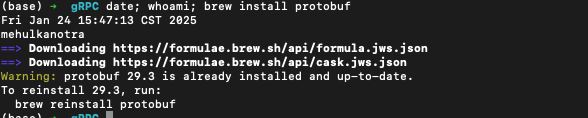 (base) ➜  gRPC date; whoami; brew install protobuf
Fri Jan 24 15:47:13 CST 2025
mehulkanotra
==> Downloading https://formulae.brew.sh/api/formula.jws.json
==> Downloading https://formulae.brew.sh/api/cask.jws.json
Warning: protobuf 29.3 is already installed and up-to-date.
To reinstall 29.3, run:
  brew reinstall protobuf
(base) ➜  gRPC